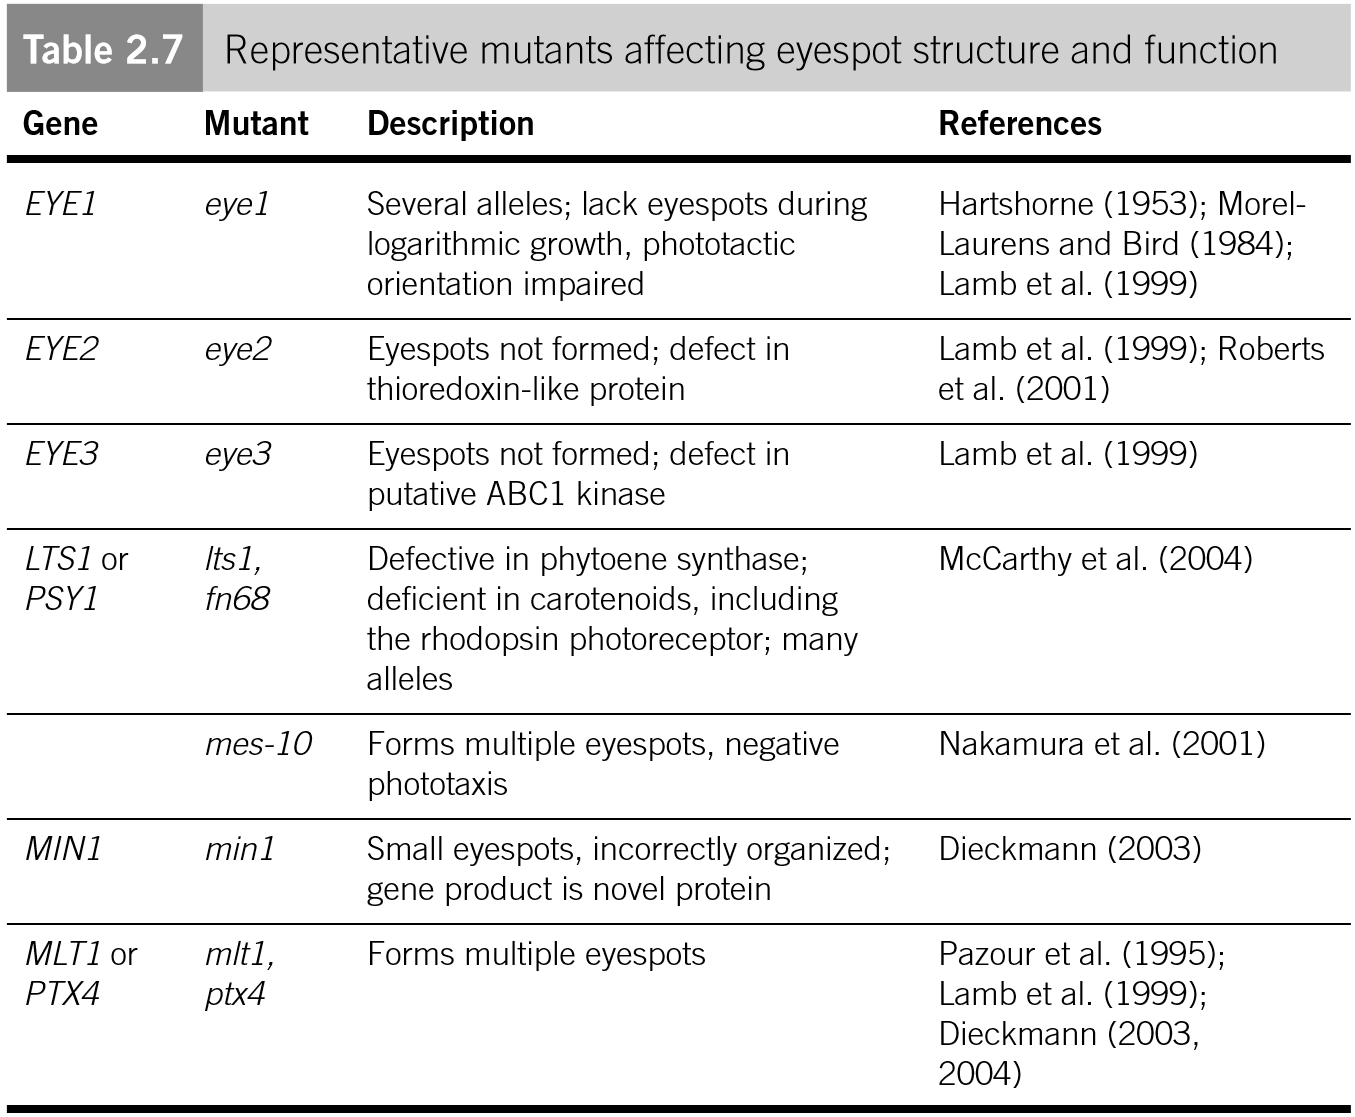 Table 2.7 Representative mutants affecting eyespot structure and function
Gene Mutant Description References
EYE1 eye1 Several alleles; lack eyespots during Hartshorne (1953); Morel-
logarithmic growth, phototactic Laurens and Bird (1984);
orientation impaired Lamb et al. (1999)
EYE2 eye2 Eyespots not formed; defect in Lamb et al. (1999); Roberts
thioredoxin-like protein et al. (2001)
EYE3 eye3 Eyespots not formed; defect in Lamb et al. (1999)
putative ABC1 kinase
LTS1 or lts1, Defective in phytoene synthase; McCarthy et al. (2004)
PSY1 fn68 deficient in carotenoids, including
the rhodopsin photoreceptor; many
alleles
mes-10 Forms multiple eyespots, negative Nakamura et al. (2001)
phototaxis
MIN1 min1 Small eyespots, incorrectly organized; Dieckmann (2003)
gene product is novel protein
MLT1 or mlt1, Forms multiple eyespots Pazour et al. (1995);
PTX4 ptx4 Lamb et al. (1999);
Dieckmann (2003,
2004)